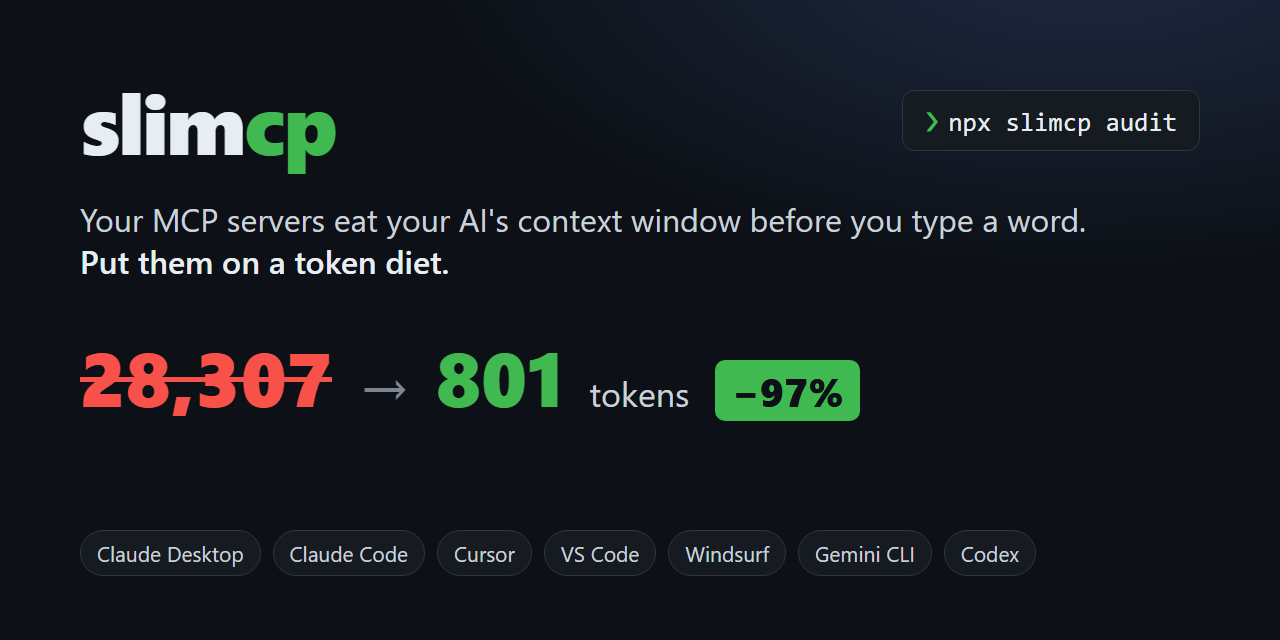 slimcp
❯ npx slimcp audit
Your MCP servers eat your AI's context window before you type a word.
Put them on a token diet.
28,307 → 801 tokens −97%
Claude Desktop Claude Code Cursor VS Code Windsurf Gemini CLI Codex